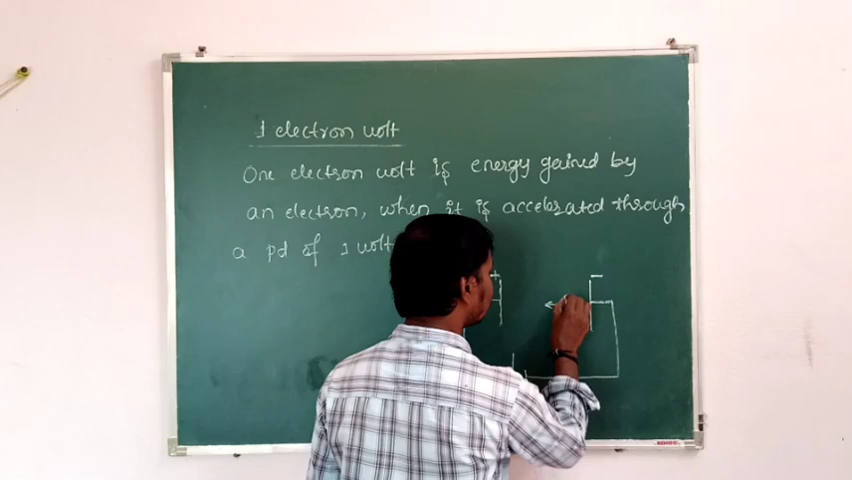 1 electron volt
One electron volt is energy gained by
an electron, when it is accelerated through
a pd of 1 volt
+ -